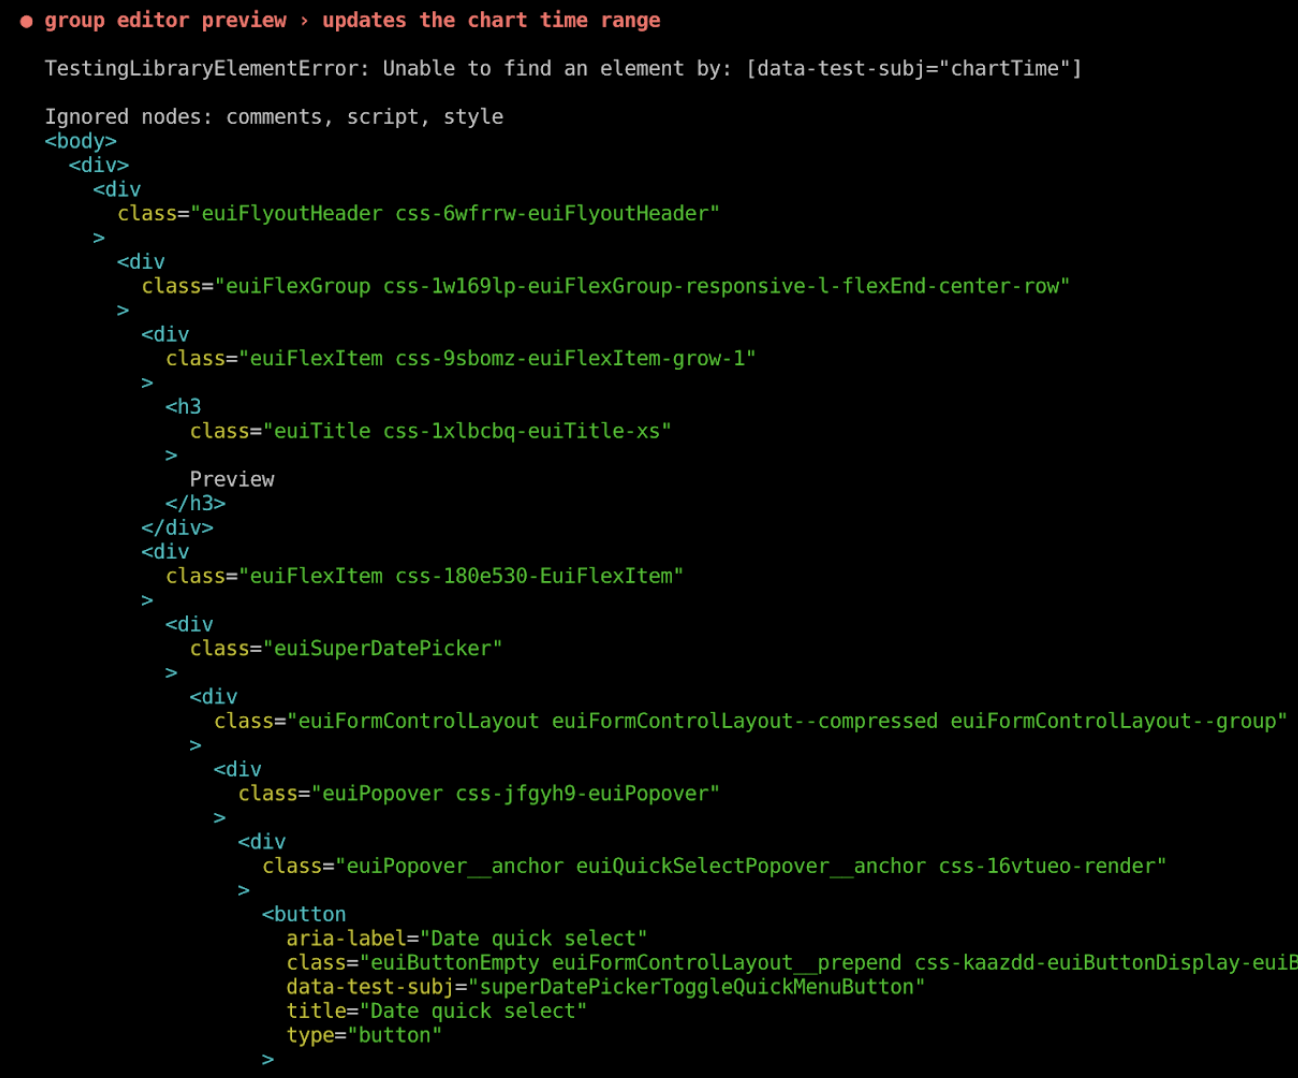 ● group editor preview › updates the chart time range
TestingLibraryElementError: Unable to find an element by: [data-test-subj="chartTime"]
Ignored nodes: comments, script, style
<body>
<div>
<div
class="euiFlyoutHeader css-6wfrrw-euiFlyoutHeader"
>
<div
class="euiFlexGroup css-1w169lp-euiFlexGroup-responsive-l-flexEnd-center-row"
>
<div
class="euiFlexItem css-9sbomz-euiFlexItem-grow-1"
>
<h3
class="euiTitle css-1xlbcbq-euiTitle-xs"
>
Preview
</h3>
</div>
<div
class="euiFlexItem css-180e530-EuiFlexItem"
>
<div
class="euiSuperDatePicker"
>
<div
class="euiFormControlLayout euiFormControlLayout--compressed euiFormControlLayout--group"
>
<div
class="euiPopover css-jfgyh9-euiPopover"
>
<div
class="euiPopover__anchor euiQuickSelectPopover__anchor css-16vtueo-render"
>
<button
aria-label="Date quick select"
class="euiButtonEmpty euiFormControlLayout__prepend css-kaazdd-euiButtonDisplay-euiB
data-test-subj="superDatePickerToggleQuickMenuButton"
title="Date quick select"
type="button"
>